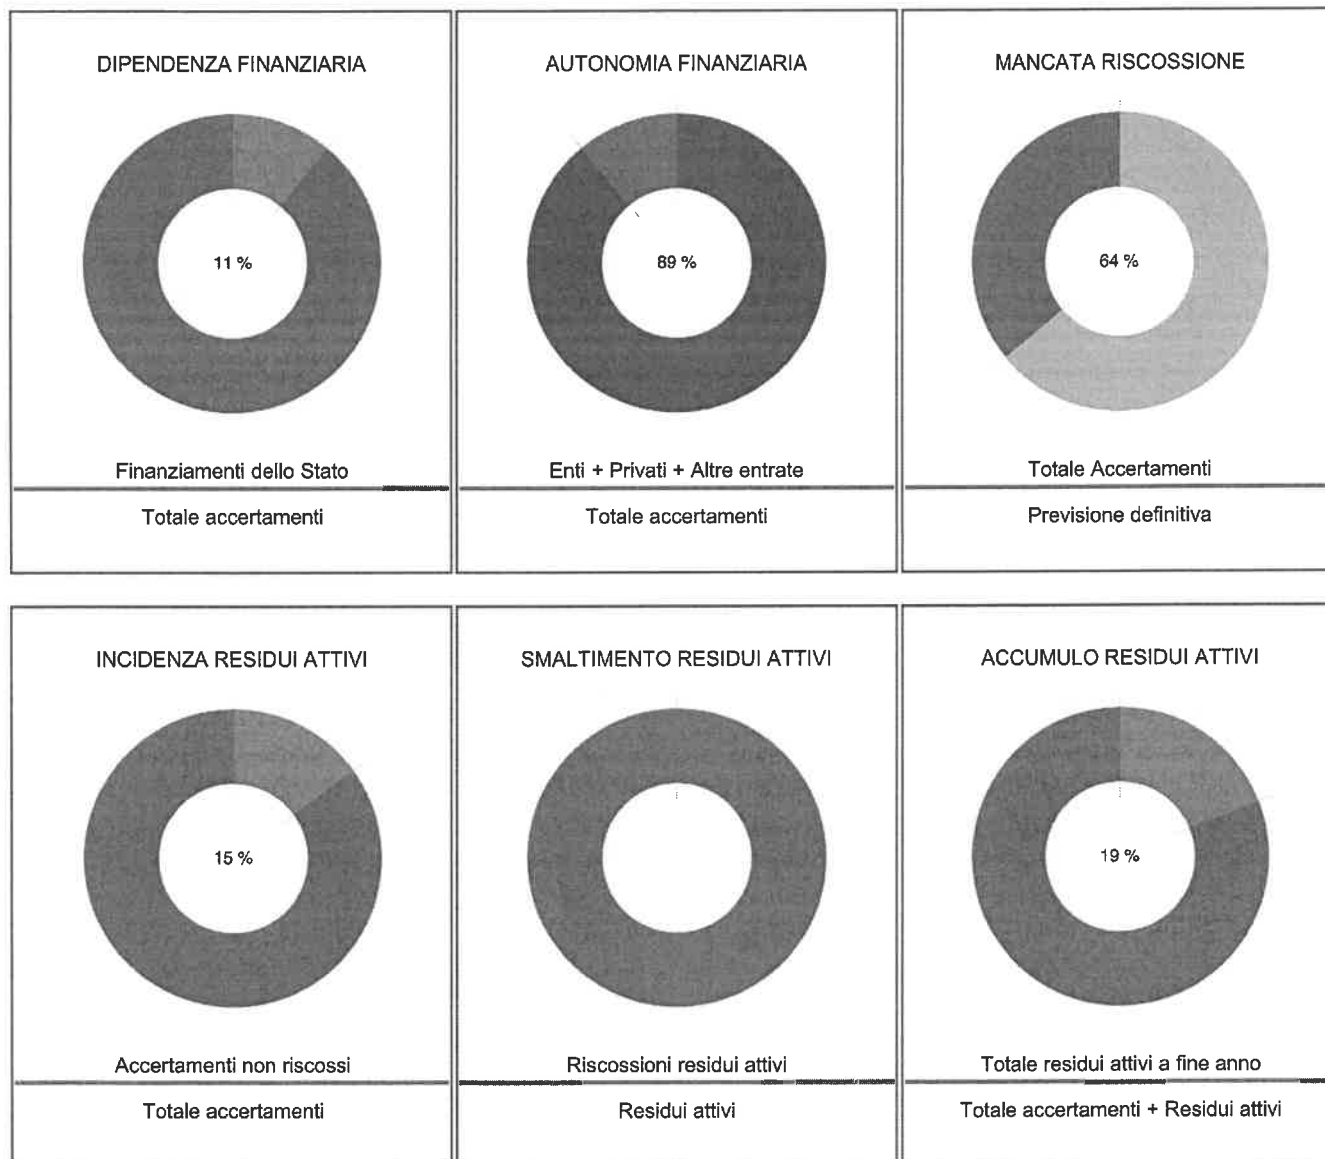 DIPENDENZA FINANZIARIA
11 %
Finanziamenti dello Stato
Totale accertamenti
AUTONOMIA FINANZIARIA
89 %
Enti + Privati + Altre entrate
Totale accertamenti
MANCATA RISCOSSIONE
64 %
Totale Accertamenti
Previsione definitiva
INCIDENZA RESIDUI ATTIVI
15 %
Accertamenti non riscossi
Totale accertamenti
SMALTIMENTO RESIDUI ATTIVI
Riscossioni residui attivi
Residui attivi
ACCUMULO RESIDUI ATTIVI
19 %
Totale residui attivi a fine anno
Totale accertamenti + Residui attivi